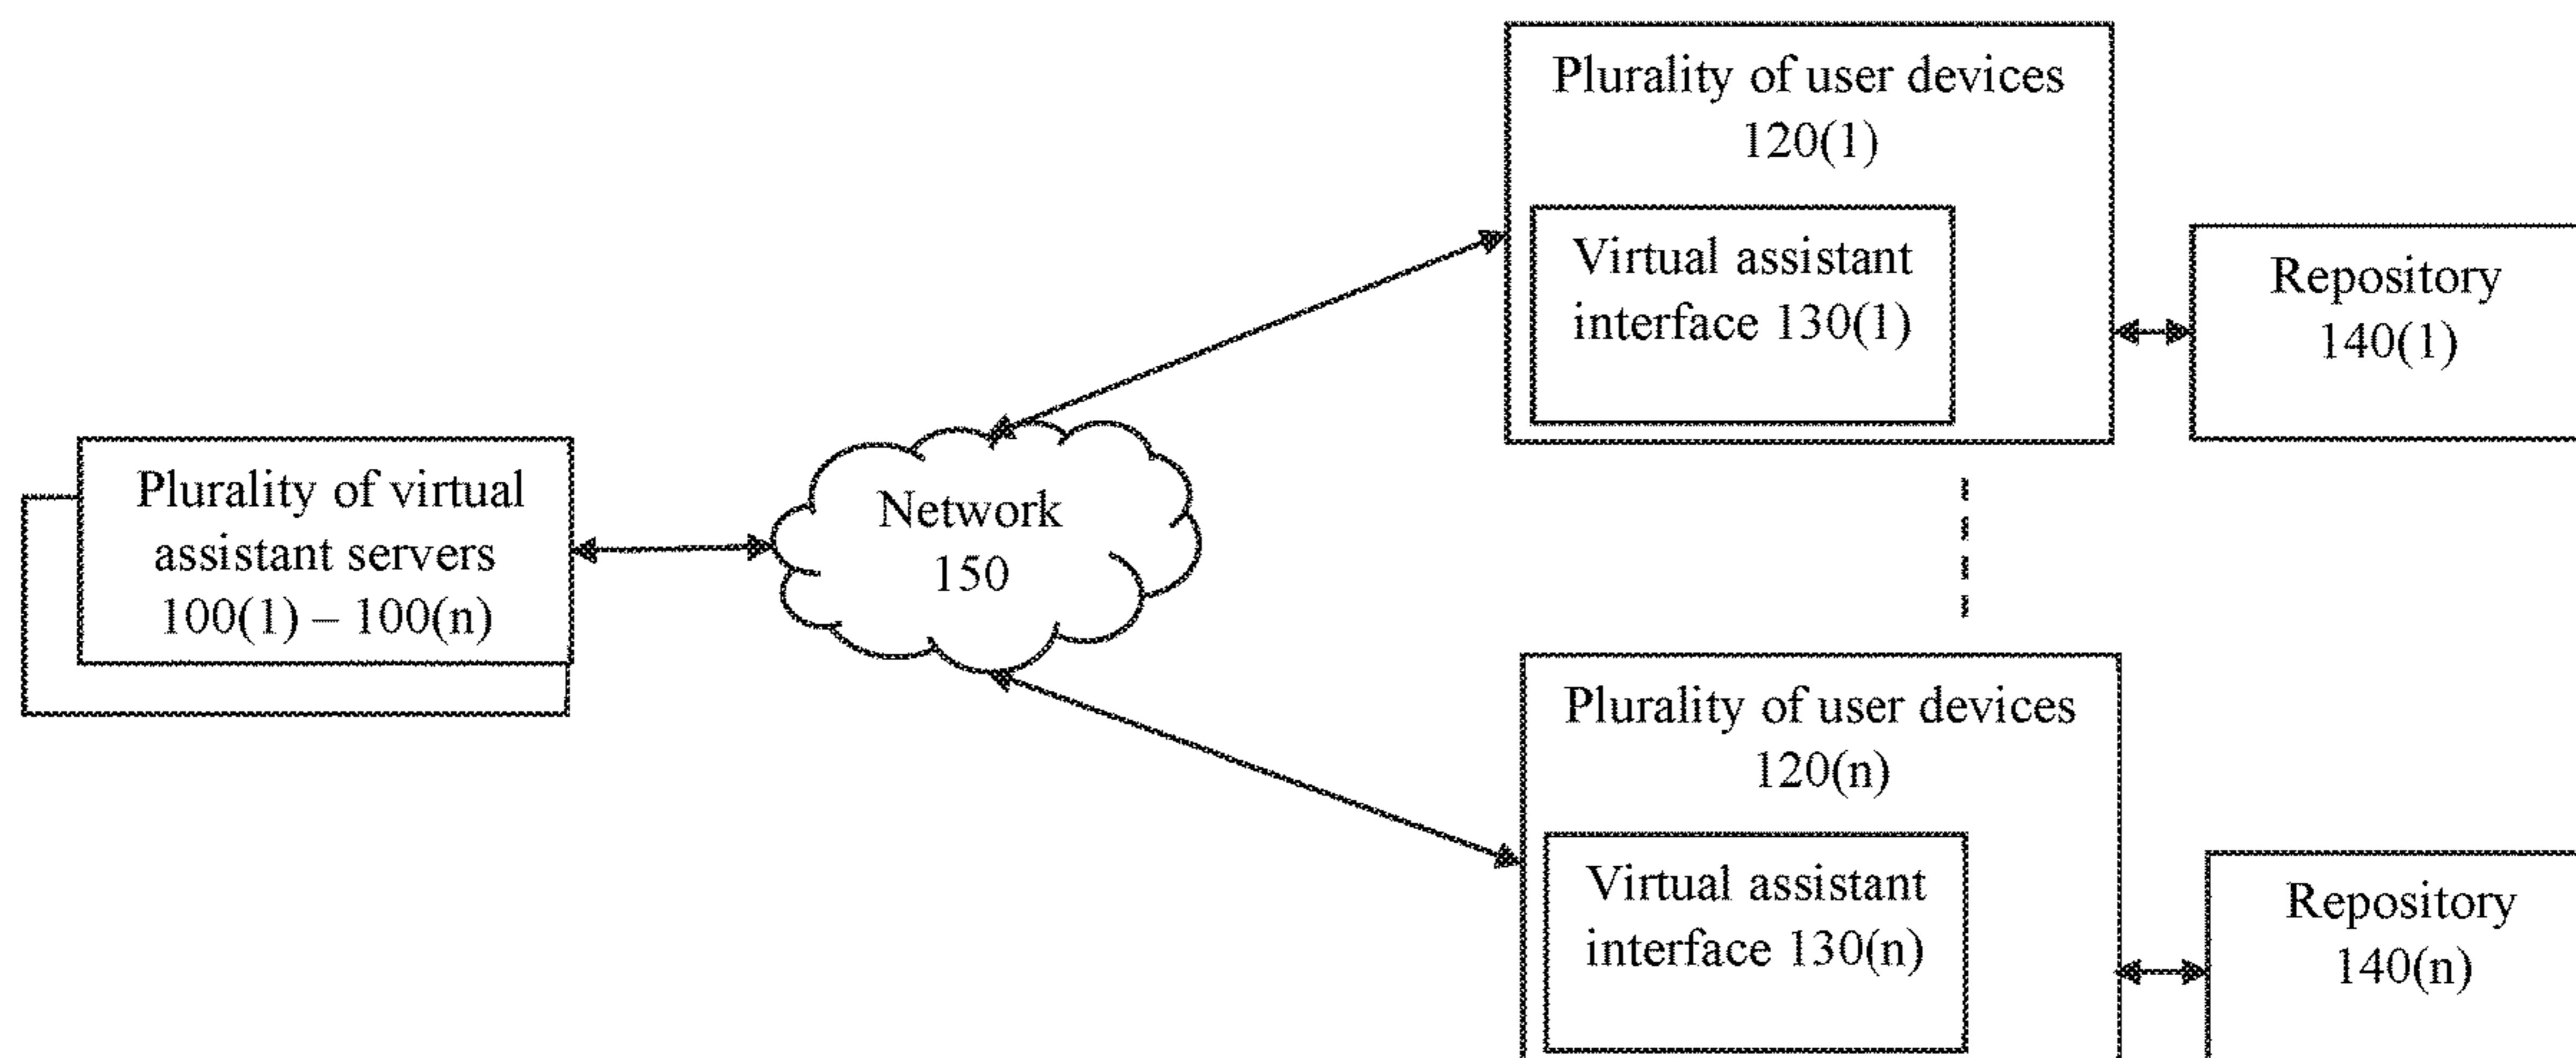 Plurality of user devices
120(1)
Virtual assistant
interface 130(1)
Repository
140(1)
Plurality of virtual
assistant servers
100(1) – 100(n)
Network
150
Plurality of user devices
120(n)
Virtual assistant
interface 130(n)
Repository
140(n)